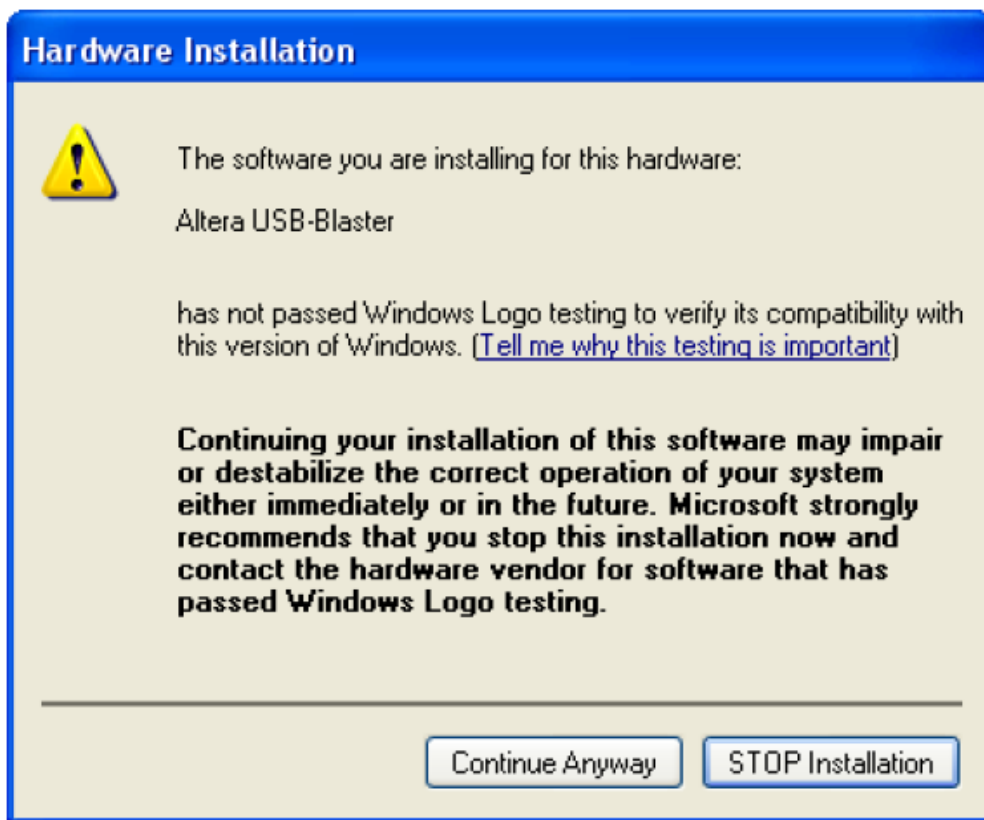 Hardware Installation
The software you are installing for this hardware:
Altera USB-Blaster
has not passed Windows Logo testing to verify its compatibility with
this version of Windows. (Tell me why this testing is important)
Continuing your installation of this software may impair
or destabilize the correct operation of your system
either immediately or in the future. Microsoft strongly
recommends that you stop this installation now and
contact the hardware vendor for software that has
passed Windows Logo testing.
Continue Anyway STOP Installation